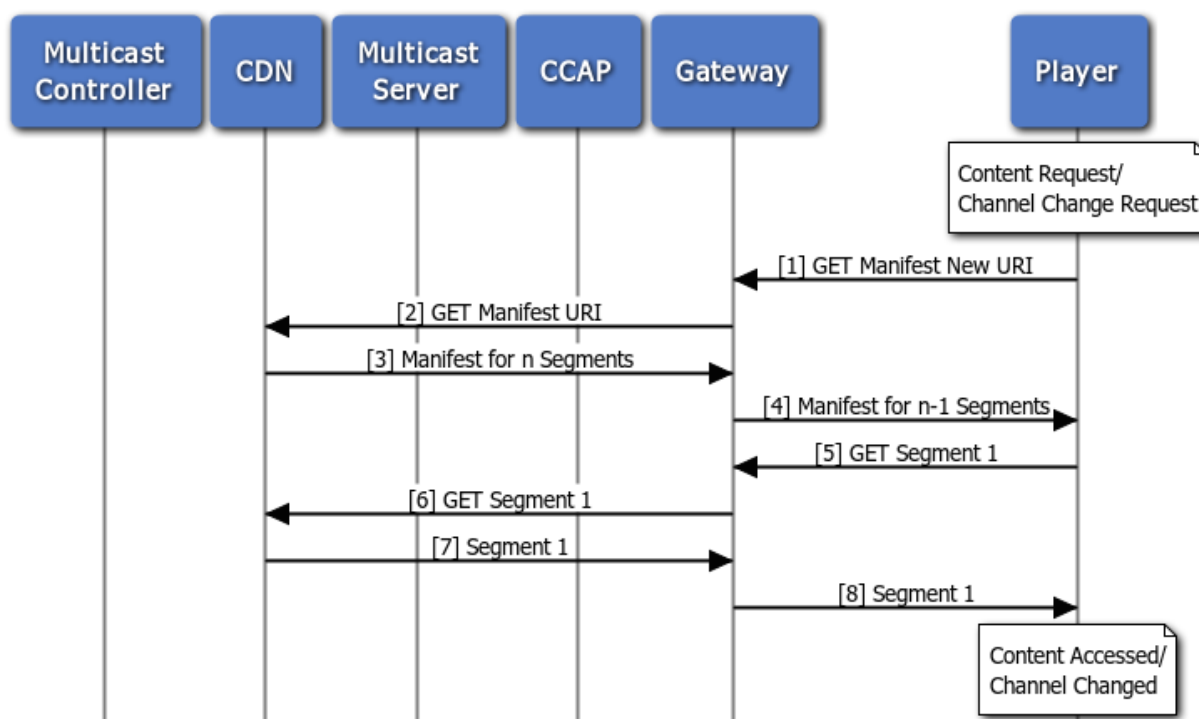 Multicast
Controller
CDN
Multicast
Server
CCAP
Gateway
Player
Content Request/
Channel Change Request
[1] GET Manifest New URI
[2] GET Manifest URI
[3] Manifest for n Segments
[4] Manifest for n-1 Segments
[5] GET Segment 1
[6] GET Segment 1
[7] Segment 1
[8] Segment 1
Content Accessed/
Channel Changed